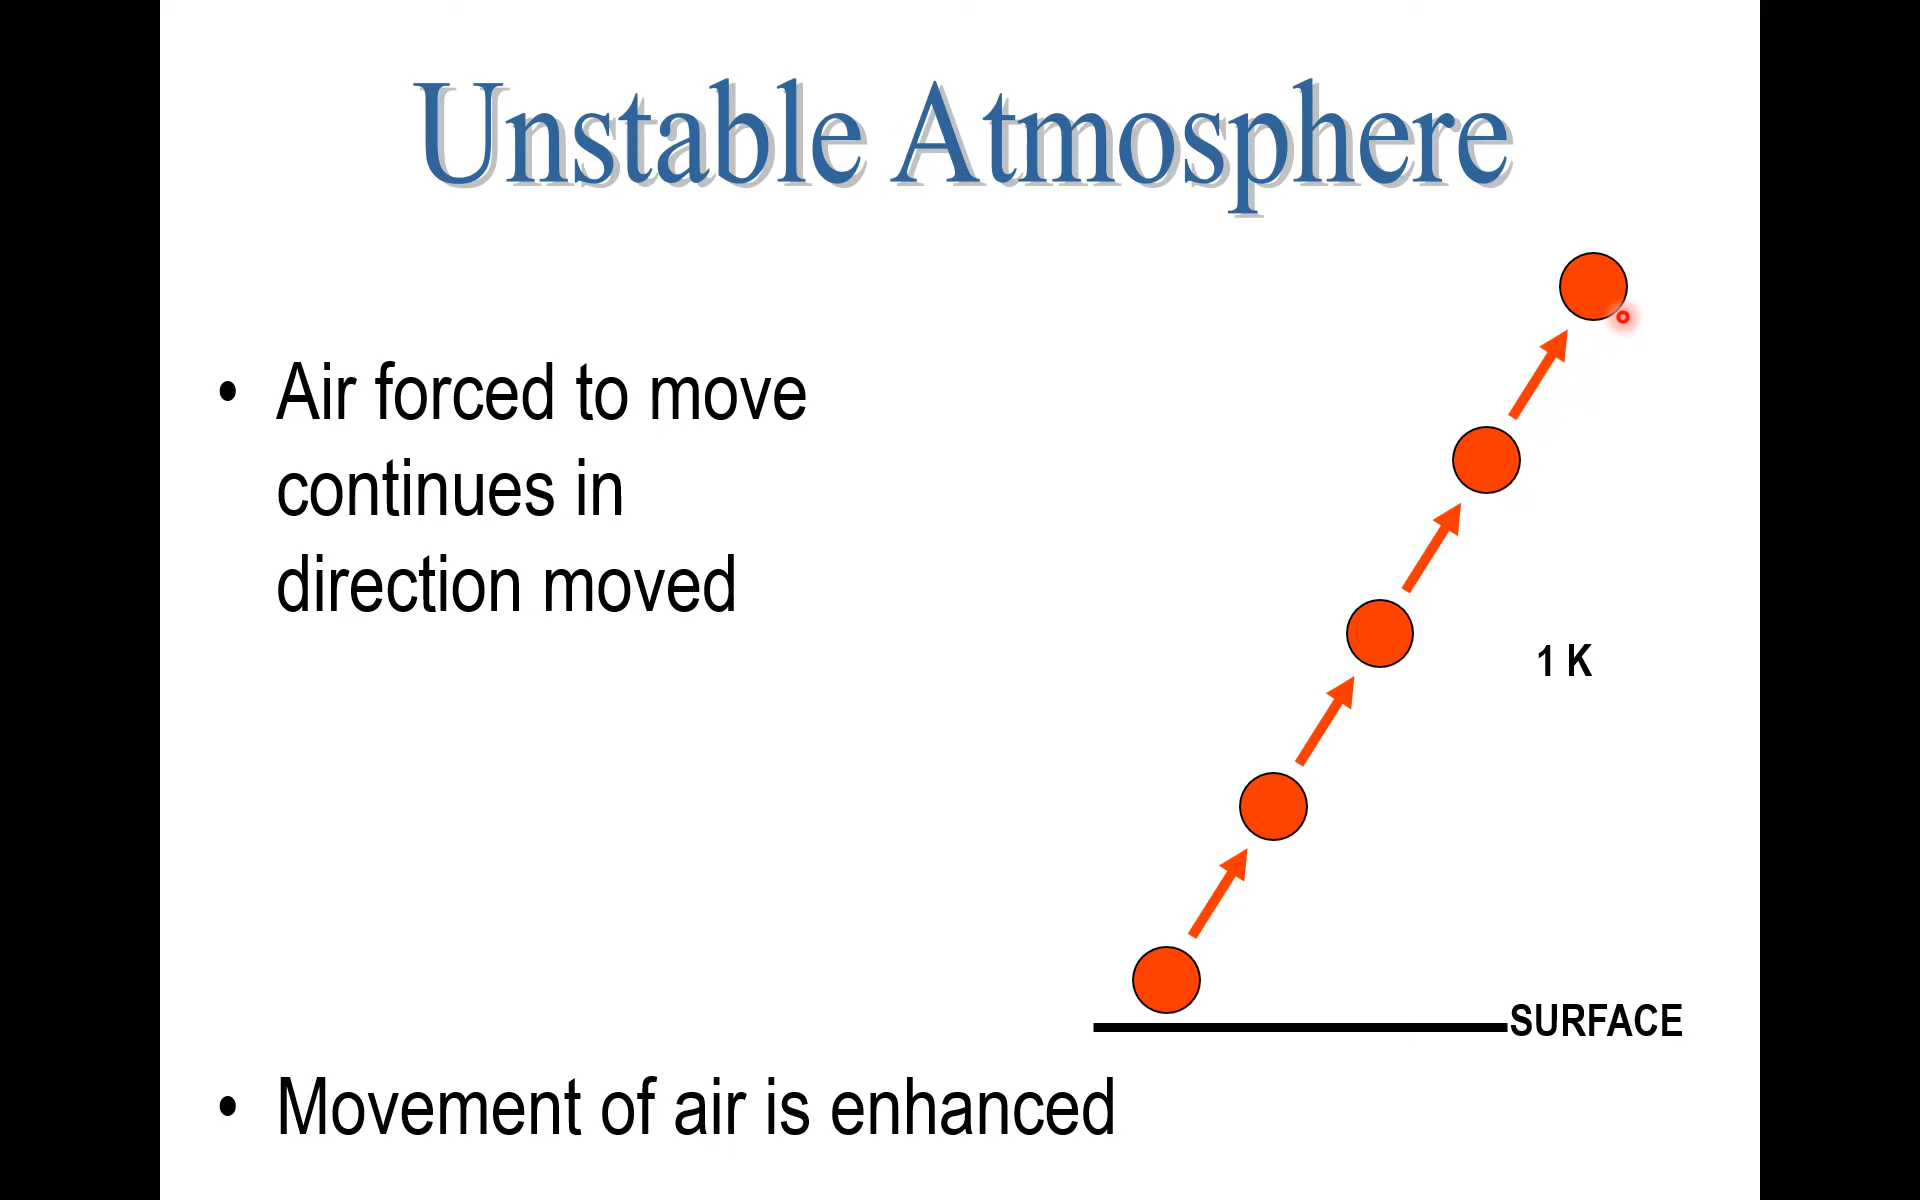 Unstable Atmosphere
• Air forced to move
continues in
direction moved
1 K
SURFACE
• Movement of air is enhanced